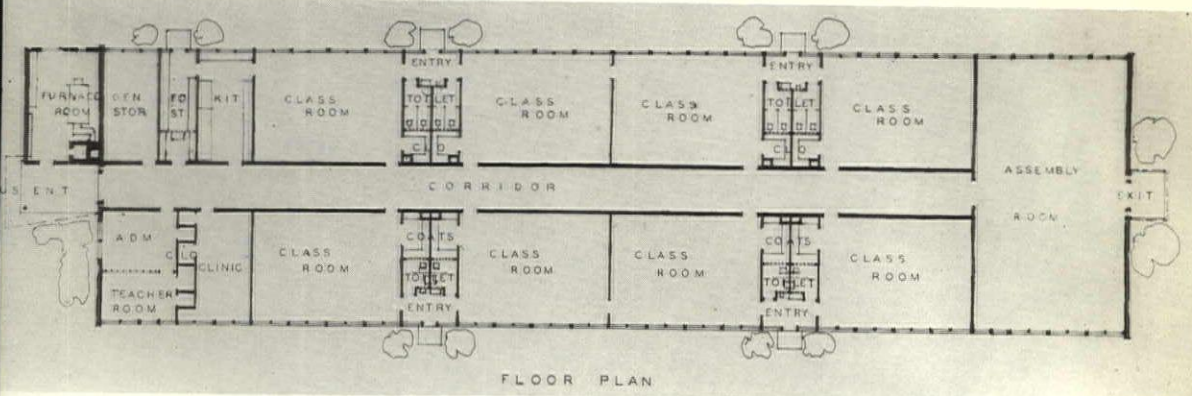 ENTRY
ENTRY
FURNACE
ROOM
GEN
STOR
FD
ST
KIT
CLASS
ROOM
TOILET
CLO
CLASS
ROOM
CLASS
ROOM
TOILET
CLO
CLASS
ROOM
S ENT
CORRIDOR
ASSEMBLY
ROOM
EXIT
ADM
CLO
CLINIC
TEACHER
ROOM
CLASS
ROOM
COATS
TOILET
ENTRY
CLASS
ROOM
CLASS
ROOM
COATS
TOILET
ENTRY
CLASS
ROOM
FLOOR PLAN